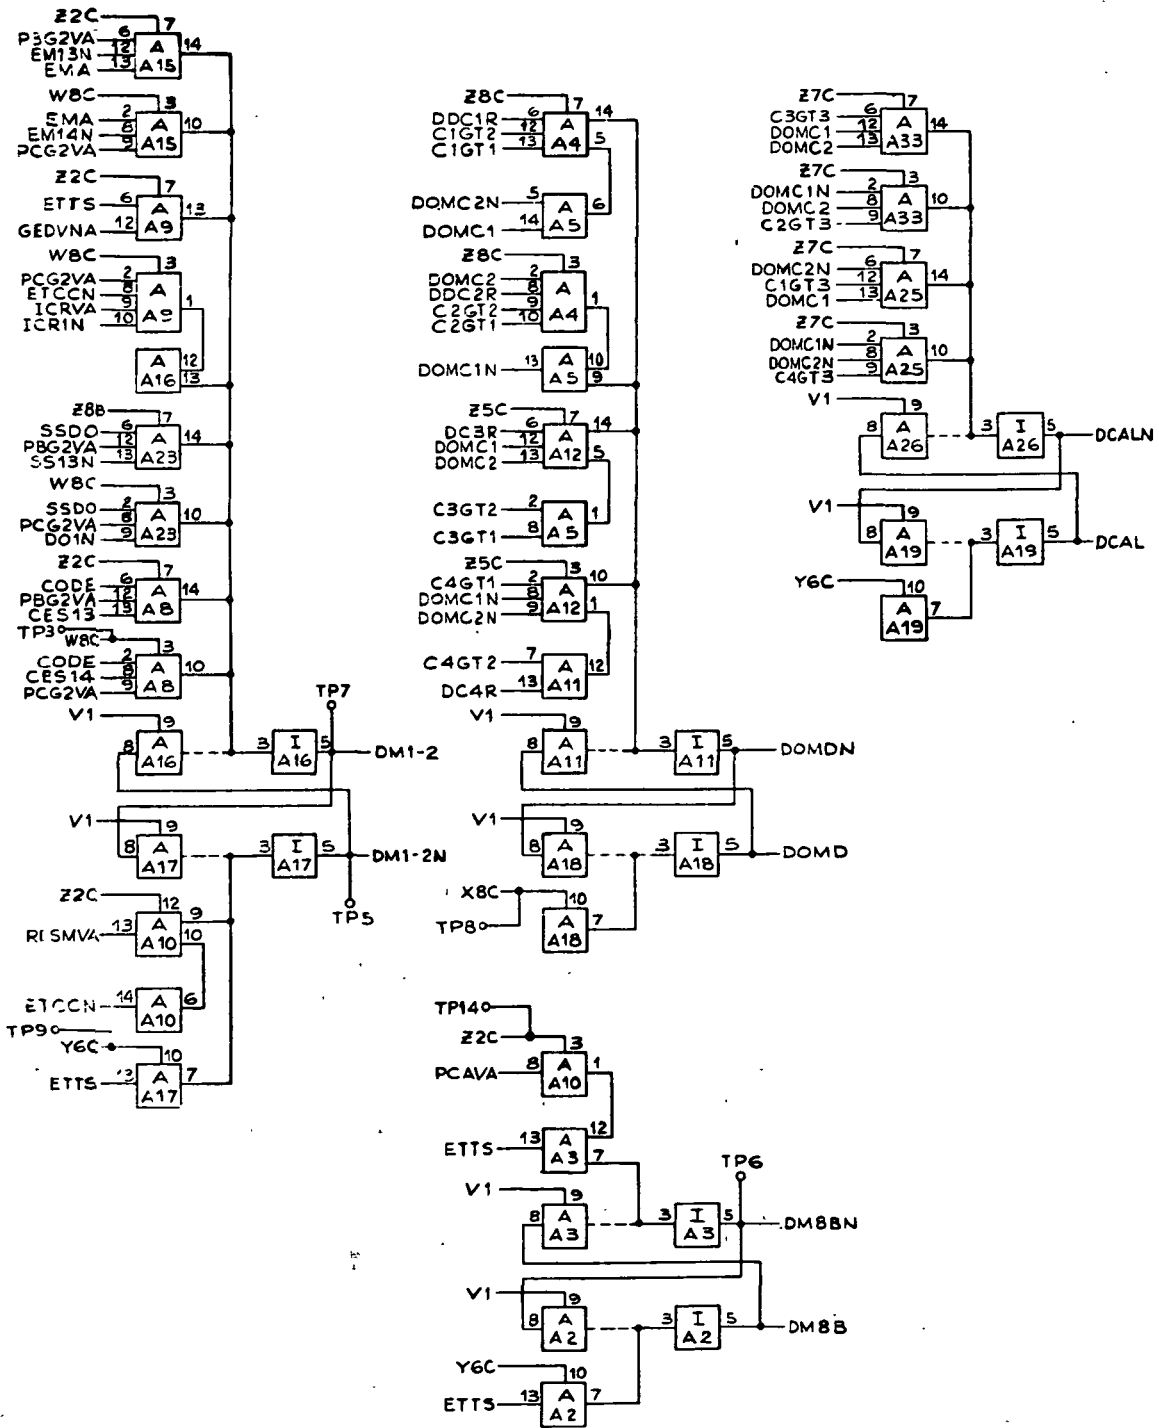 Z2C
7
PBG2VA 6
EM13N 12
EMA 13
A
A15
14
W8C
3
EMA 2
EM14N 8
PCG2VA 9
A
A15
10
Z2C
7
ETTS 6
GEDVNA 12
A
A9
13
W8C
3
PCG2VA 2
ETCCN 8
ICRVA 9
ICR1N 10
A
A9
1
A
A16
12
13
Z8B
7
SSDO 6
PBG2VA 12
SS13N 13
A
A23
14
W8C
3
SSDO 2
PCG2VA 8
DO1N 9
A
A23
10
Z2C
7
CODE 6
PBG2VA 12
CES13
A
A8
14
TP3
W8C
3
CODE 2
CES14 8
PCG2VA 9
A
A8
10
V1
9
8
A
A16
3
I
A16
5
TP7
DM1-2
V1
9
8
A
A17
3
I
A17
5
DM1-2N
TP5
Z2C
12
RESMVA 13
A
A10
9
10
ETCCN 14
A
A10
6
TP9
Y6C
10
ETTS 13
A
A17
7
Z8C
7
DDC1R 6
C1GT2 12
C1GT1 13
A
A4
14
5
DOMC2N 5
DOMC1 14
A
A5
6
Z8C
3
DOMC2 2
DDC2R 8
C2GT2 9
C2GT1 10
A
A4
1
DOMC1N 13
A
A5
10
9
Z5C
7
DC3R 6
DOMC1 12
DOMC2 13
A
A12
14
5
C3GT2 2
C3GT1 8
A
A5
1
Z5C
3
C4GT1 2
DOMC1N 8
DOMC2N 9
A
A12
10
1
C4GT2 7
DC4R 13
A
A11
12
V1
9
8
A
A11
3
I
A11
5
DOMDN
V1
9
8
A
A18
3
I
A18
5
DOMD
X8C
10
TP8
A
A18
7
TP14
Z2C
3
PCAVA 8
A
A10
1
ETTS 13
A
A3
12
7
V1
9
8
A
A3
3
I
A3
5
TP6
DM8BN
V1
9
8
A
A2
3
I
A2
5
DM8B
Y6C
10
ETTS 13
A
A2
7
Z7C
7
C3GT3 6
DOMC1 12
DOMC2 13
A
A33
14
Z7C
3
DOMC1N 2
DOMC2 8
C2GT3 9
A
A33
10
Z7C
7
DOMC2N 6
C1GT3 12
DOMC1 13
A
A25
14
Z7C
3
DOMC1N 2
DOMC2N 8
C4GT3 9
A
A25
10
V1
9
8
A
A26
3
I
A26
5
DCALN
V1
9
8
A
A19
3
I
A19
5
DCAL
Y6C
10
A
A19
7